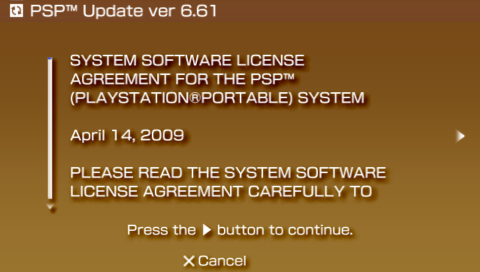 PSP™ Update ver 6.61
SYSTEM SOFTWARE LICENSE
AGREEMENT FOR THE PSP™
(PLAYSTATION®PORTABLE) SYSTEM
April 14, 2009
PLEASE READ THE SYSTEM SOFTWARE
LICENSE AGREEMENT CAREFULLY TO
Press the ▶ button to continue.
✕ Cancel